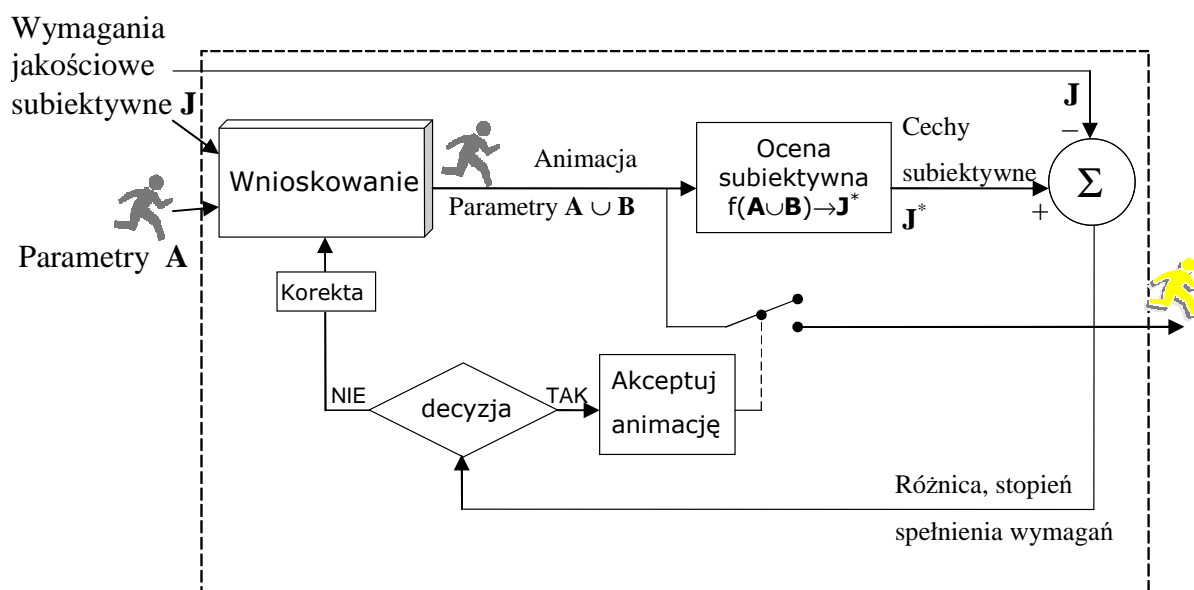 Wymagania
jakościowe
subiektywne J
Parametry A
Wnioskowanie
Animacja
Parametry A ∪ B
Ocena
subiektywna
f(A∪B)→J*
Cechy
subiektywne
J*
J
–
Σ
+
Korekta
NIE
decyzja
TAK
Akceptuj
animację
Różnica, stopień
spełnienia wymagań